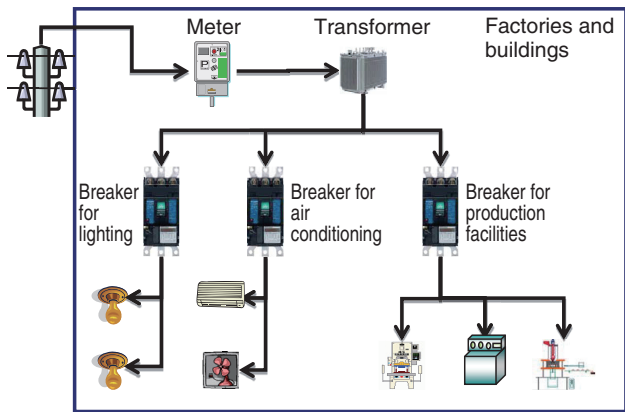 Meter
Transformer
Factories and
buildings
Breaker
for
lighting
Breaker for
air
conditioning
Breaker for
production
facilities